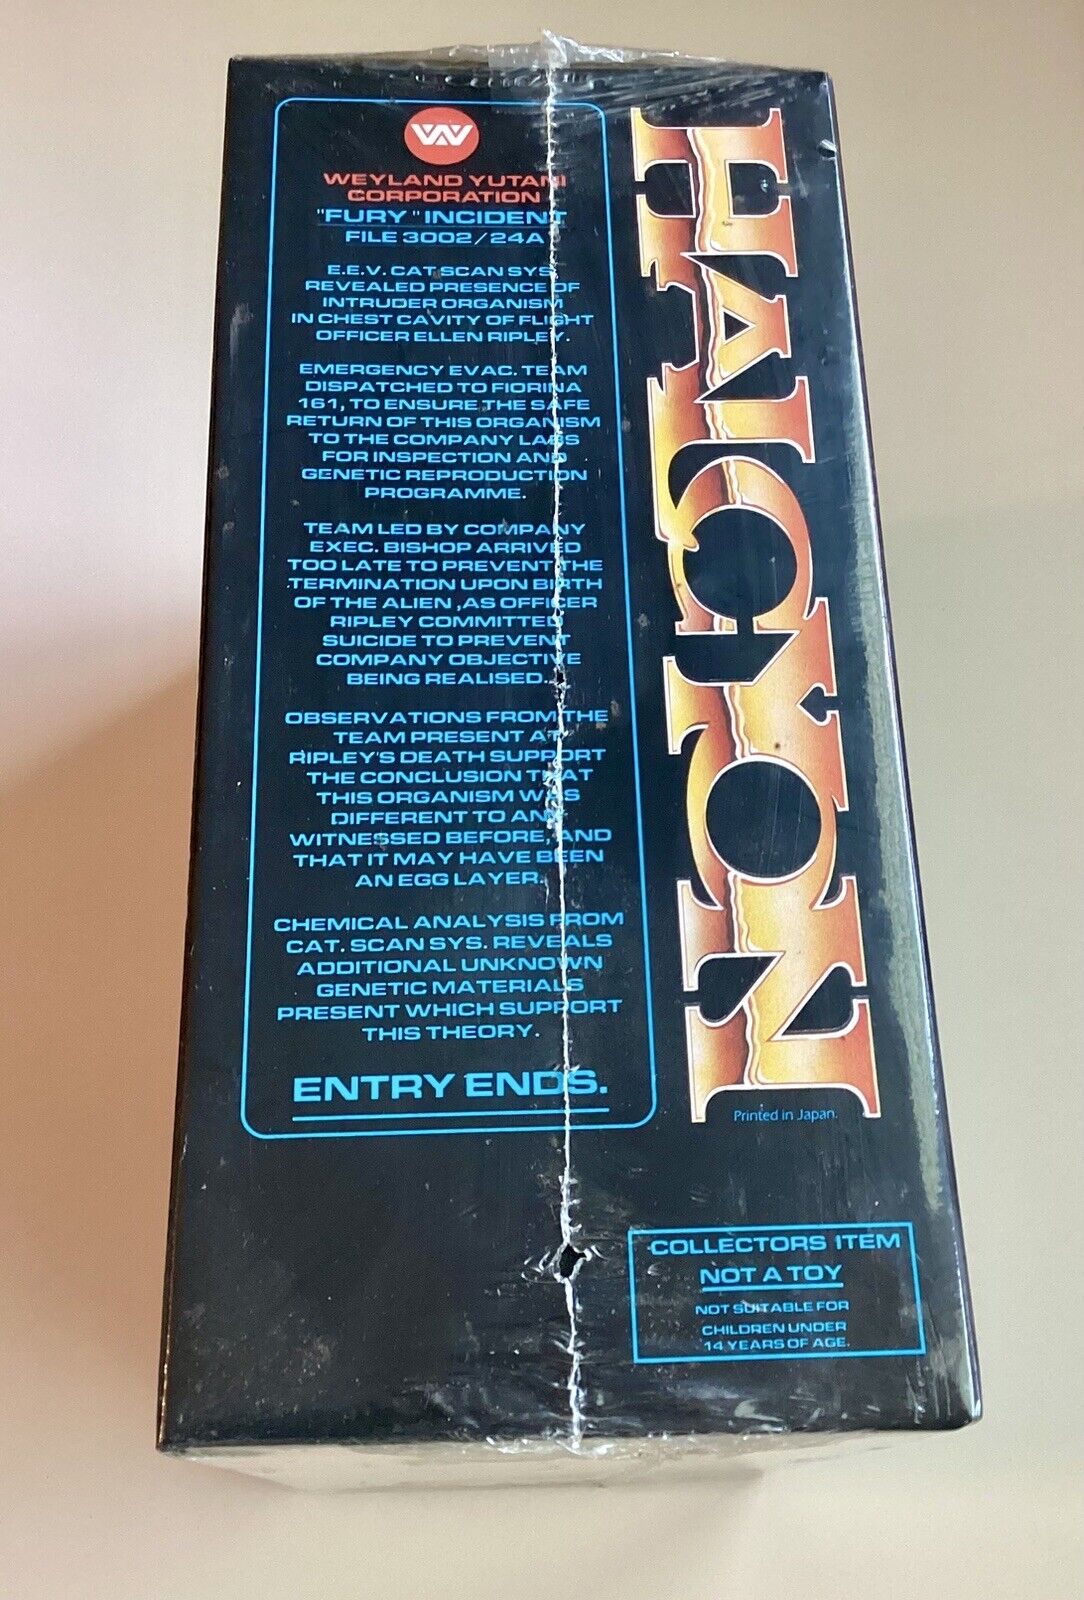 WEYLAND YUTANI
CORPORATION
"FURY" INCIDENT
FILE 3002/24A
E.E.V. CAT SCAN SYS
REVEALED PRESENCE OF
INTRUDER ORGANISM
IN CHEST CAVITY OF FLIGHT
OFFICER ELLEN RIPLEY.
EMERGENCY EVAC. TEAM
DISPATCHED TO FIORINA
161, TO ENSURE THE SAFE
RETURN OF THIS ORGANISM
TO THE COMPANY LABS
FOR INSPECTION AND
GENETIC REPRODUCTION
PROGRAMME.
TEAM LED BY COMPANY
EXEC. BISHOP ARRIVED
TOO LATE TO PREVENT THE
TERMINATION UPON BIRTH
OF THE ALIEN ,AS OFFICER
RIPLEY COMMITTED
SUICIDE TO PREVENT
COMPANY OBJECTIVE
BEING REALISED..
OBSERVATIONS FROM THE
TEAM PRESENT AT
RIPLEY'S DEATH SUPPORT
THE CONCLUSION THAT
THIS ORGANISM WAS
DIFFERENT TO ANY
WITNESSED BEFORE, AND
THAT IT MAY HAVE BEEN
AN EGG LAYER.
CHEMICAL ANALYSIS FROM
CAT. SCAN SYS. REVEALS
ADDITIONAL UNKNOWN
GENETIC MATERIALS
PRESENT WHICH SUPPORT
THIS THEORY.
ENTRY ENDS.
HALCYON
Printed in Japan.
COLLECTORS ITEM
NOT A TOY
NOT SUITABLE FOR
CHILDREN UNDER
14 YEARS OF AGE.